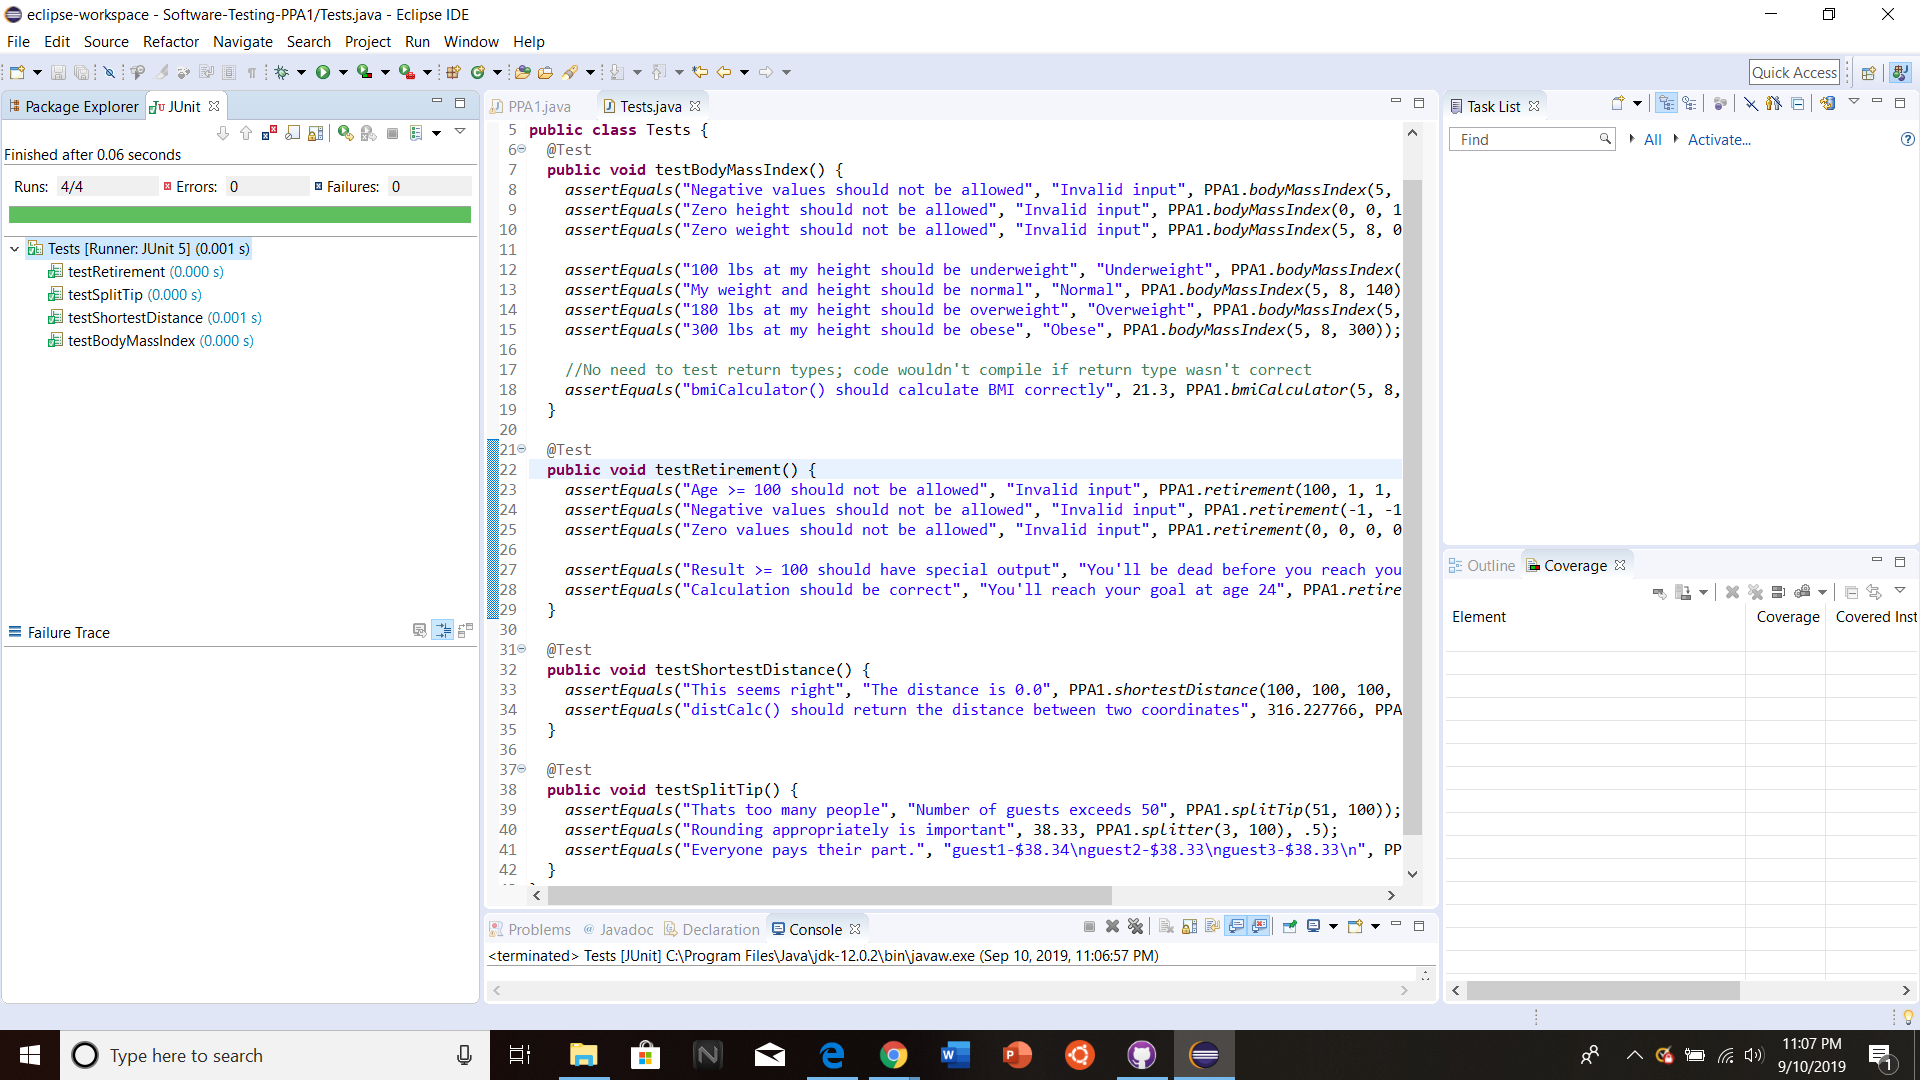 eclipse-workspace - Software-Testing-PPA1/Tests.java - Eclipse IDE
File Edit Source Refactor Navigate Search Project Run Window Help
Quick Access
Package Explorer JUnit
Finished after 0.06 seconds
Runs: 4/4 Errors: 0 Failures: 0
Tests [Runner: JUnit 5] (0.001 s)
testRetirement (0.000 s)
testSplitTip (0.000 s)
testShortestDistance (0.001 s)
testBodyMassIndex (0.000 s)
Failure Trace
PPA1.java Tests.java
5 public class Tests {
6 @Test
7 public void testBodyMassIndex() {
8 assertEquals("Negative values should not be allowed", "Invalid input", PPA1.bodyMassIndex(5,
9 assertEquals("Zero height should not be allowed", "Invalid input", PPA1.bodyMassIndex(0, 0, 1
10 assertEquals("Zero weight should not be allowed", "Invalid input", PPA1.bodyMassIndex(5, 8, 0
11
12 assertEquals("100 lbs at my height should be underweight", "Underweight", PPA1.bodyMassIndex(
13 assertEquals("My weight and height should be normal", "Normal", PPA1.bodyMassIndex(5, 8, 140)
14 assertEquals("180 lbs at my height should be overweight", "Overweight", PPA1.bodyMassIndex(5,
15 assertEquals("300 lbs at my height should be obese", "Obese", PPA1.bodyMassIndex(5, 8, 300));
16
17 //No need to test return types; code wouldn't compile if return type wasn't correct
18 assertEquals("bmiCalculator() should calculate BMI correctly", 21.3, PPA1.bmiCalculator(5, 8,
19 }
20
21 @Test
22 public void testRetirement() {
23 assertEquals("Age >= 100 should not be allowed", "Invalid input", PPA1.retirement(100, 1, 1,
24 assertEquals("Negative values should not be allowed", "Invalid input", PPA1.retirement(-1, -1
25 assertEquals("Zero values should not be allowed", "Invalid input", PPA1.retirement(0, 0, 0, 0
26
27 assertEquals("Result >= 100 should have special output", "You'll be dead before you reach you
28 assertEquals("Calculation should be correct", "You'll reach your goal at age 24", PPA1.retire
29 }
30
31 @Test
32 public void testShortestDistance() {
33 assertEquals("This seems right", "The distance is 0.0", PPA1.shortestDistance(100, 100, 100,
34 assertEquals("distCalc() should return the distance between two coordinates", 316.227766, PPA
35 }
36
37 @Test
38 public void testSplitTip() {
39 assertEquals("Thats too many people", "Number of guests exceeds 50", PPA1.splitTip(51, 100));
40 assertEquals("Rounding appropriately is important", 38.33, PPA1.splitter(3, 100), .5);
41 assertEquals("Everyone pays their part.", "guest1-$38.34\nguest2-$38.33\nguest3-$38.33\n", PP
42 }
Problems @ Javadoc Declaration Console
<terminated> Tests [JUnit] C:\Program Files\Java\jdk-12.0.2\bin\javaw.exe (Sep 10, 2019, 11:06:57 PM)
Task List
Find All Activate...
Outline Coverage
Element Coverage Covered Inst
Type here to search
11:07 PM
9/10/2019
1